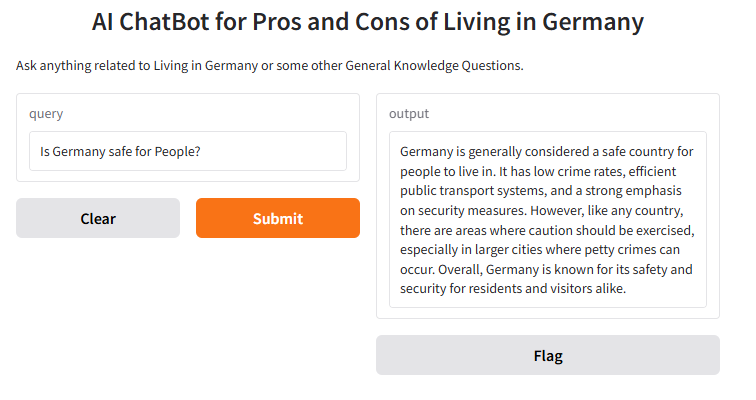 AI ChatBot for Pros and Cons of Living in Germany
Ask anything related to Living in Germany or some other General Knowledge Questions.
query
Is Germany safe for People?
Clear
Submit
output
Germany is generally considered a safe country for
people to live in. It has low crime rates, efficient
public transport systems, and a strong emphasis
on security measures. However, like any country,
there are areas where caution should be exercised,
especially in larger cities where petty crimes can
occur. Overall, Germany is known for its safety and
security for residents and visitors alike.
Flag